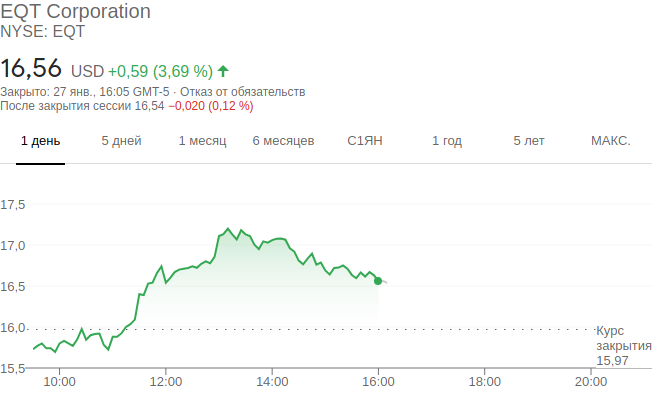 EQT Corporation
NYSE: EQT
16,56 USD +0,59 (3,69 %)
Закрыто: 27 янв., 16:05 GMT-5 · Отказ от обязательств
После закрытия сессии 16,54 −0,020 (0,12 %)
1 день 5 дней 1 месяц 6 месяцев С1ЯН 1 год 5 лет МАКС.
17,5
17,0
16,5
16,0
Курс
закрытия
15,97
15,5
10:00 12:00 14:00 16:00 18:00 20:00